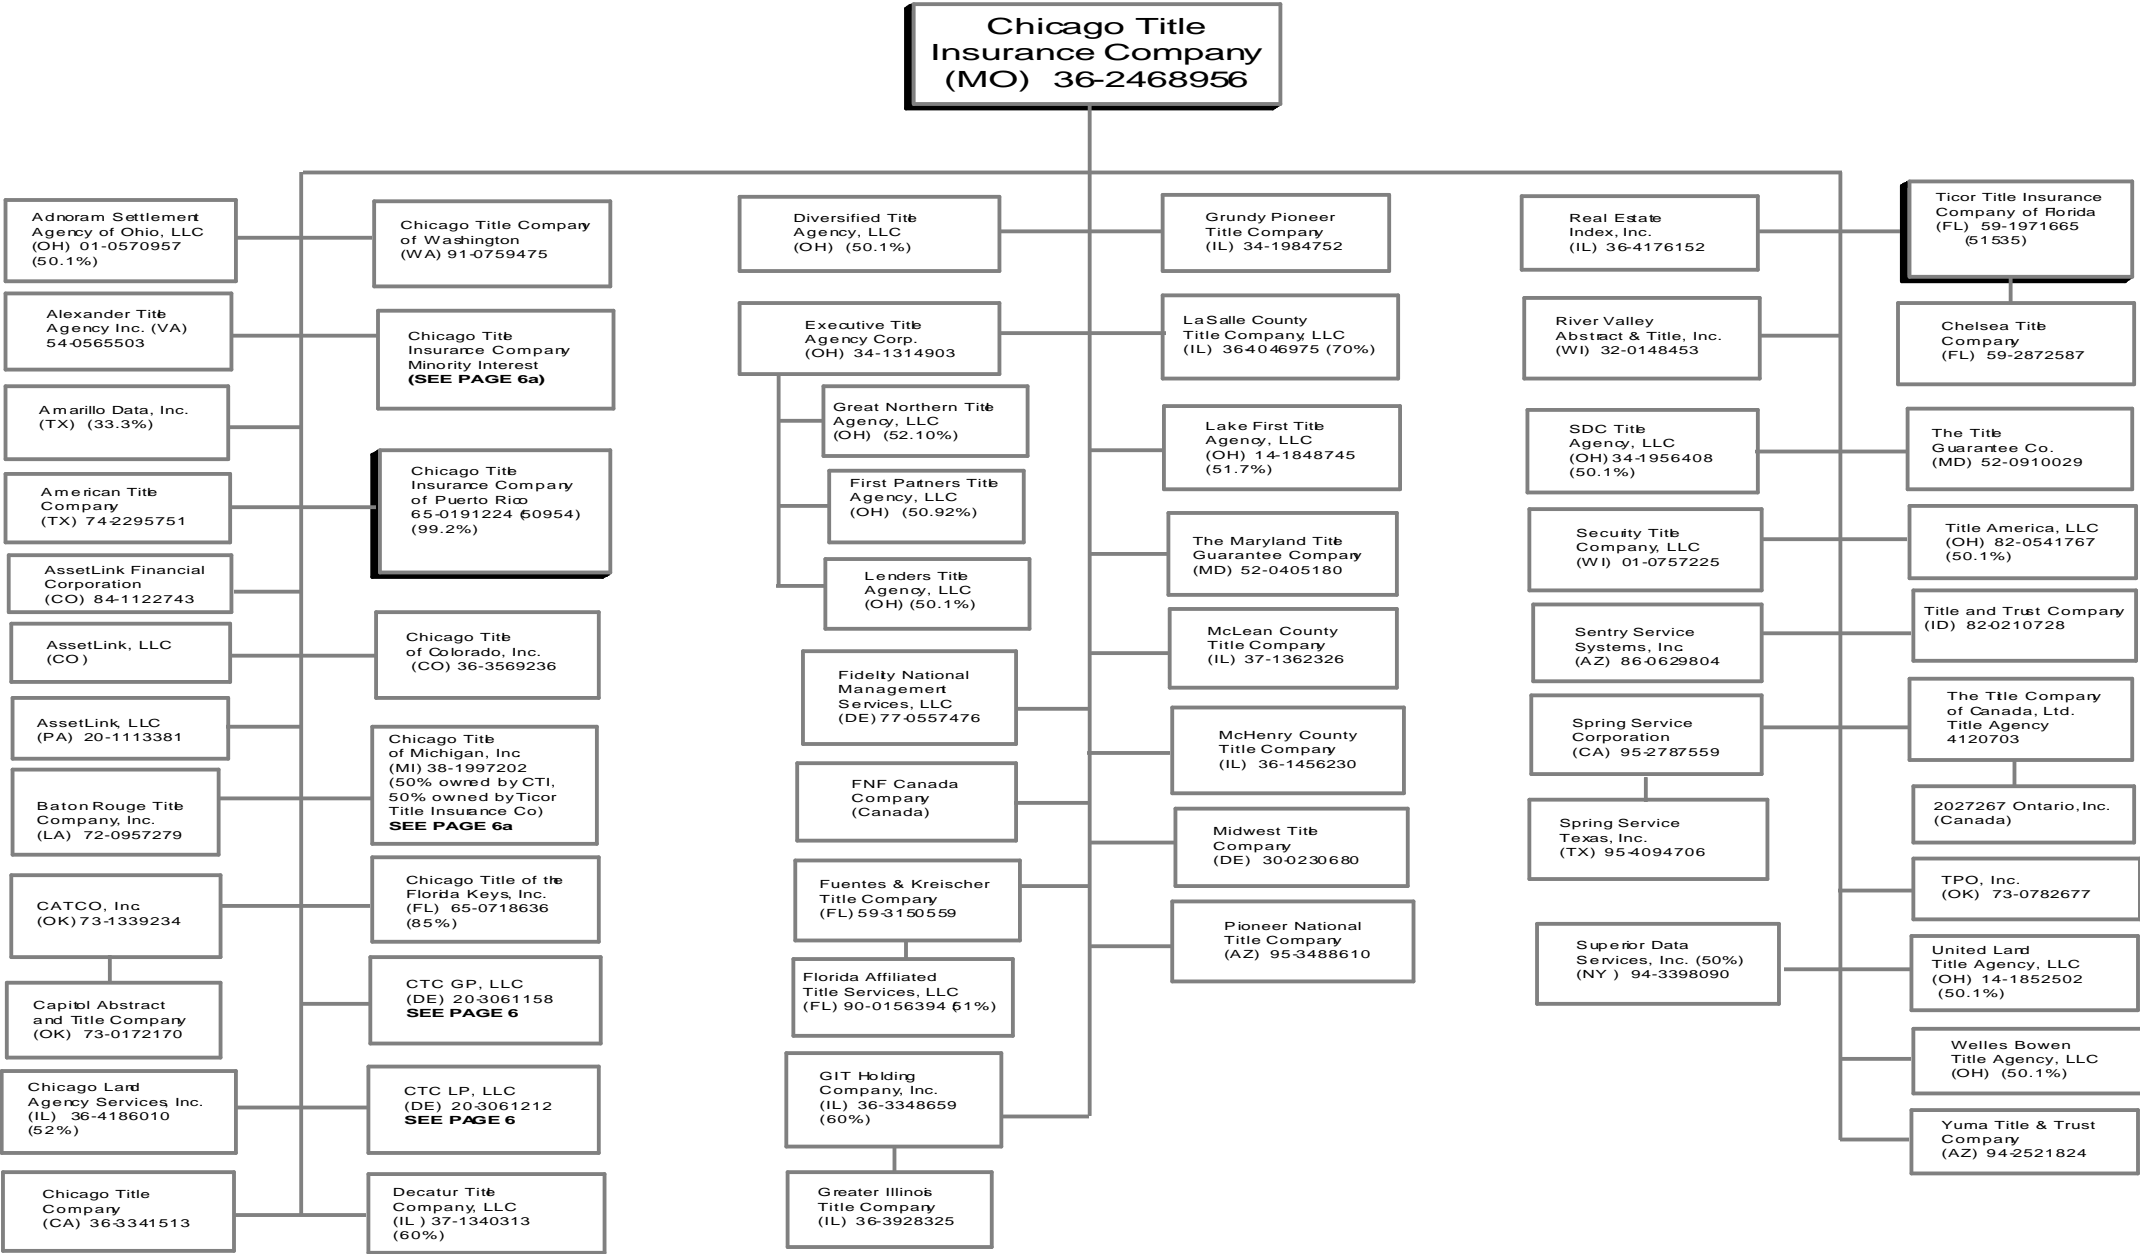 Chicago Title
Insurance Company
(MO) 36-2468956
Adnoram Settlement
Agency of Ohio, LLC
(OH) 01-0570957
(50.1%)
Alexander Title
Agency Inc. (VA)
54-0565503
Amarillo Data, Inc.
(TX) (33.3%)
American Title
Company
(TX) 74-2295751
AssetLink Financial
Corporation
(CO) 84-1122743
AssetLink, LLC
(CO)
AssetLink, LLC
(PA) 20-1113381
Baton Rouge Title
Company, Inc.
(LA) 72-0957279
CATCO, Inc
(OK) 73-1339234
Capitol Abstract
and Title Company
(OK) 73-0172170
Chicago Land
Agency Services, Inc.
(IL) 36-4186010
(52%)
Chicago Title
Company
(CA) 36-3341513
Chicago Title Company
of Washington
(WA) 91-0759475
Chicago Title
Insurance Company
Minority Interest
(SEE PAGE 6a)
Chicago Title
Insurance Company
of Puerto Rico
65-0191224 (50954)
(99.2%)
Chicago Title
of Colorado, Inc.
(CO) 36-3569236
Chicago Title
of Michigan, Inc
(MI) 38-1997202
(50% owned by CTI,
50% owned by Ticor
Title Insurance Co)
SEE PAGE 6a
Chicago Title of the
Florida Keys, Inc.
(FL) 65-0718636
(85%)
CTC GP, LLC
(DE) 20-3061158
SEE PAGE 6
CTC LP, LLC
(DE) 20-3061212
SEE PAGE 6
Decatur Title
Company, LLC
(IL ) 37-1340313
(60%)
Diversified Title
Agency, LLC
(OH) (50.1%)
Executive Title
Agency Corp.
(OH) 34-1314903
Great Northern Title
Agency, LLC
(OH) (52.10%)
First Partners Title
Agency, LLC
(OH) (50.92%)
Lenders Title
Agency, LLC
(OH) (50.1%)
Fidelity National
Management
Services, LLC
(DE) 77-0557476
FNF Canada
Company
(Canada)
Fuentes & Kreischer
Title Company
(FL) 59-3150559
Florida Affiliated
Title Services, LLC
(FL) 90-0156394 (51%)
GIT Holding
Company, Inc.
(IL) 36-3348659
(60%)
Greater Illinois
Title Company
(IL) 36-3928325
Grundy Pioneer
Title Company
(IL) 34-1984752
LaSalle County
Title Company, LLC
(IL) 364046975 (70%)
Lake First Title
Agency, LLC
(OH) 14-1848745
(51.7%)
The Maryland Title
Guarantee Company
(MD) 52-0405180
McLean County
Title Company
(IL) 37-1362326
McHenry County
Title Company
(IL) 36-1456230
Midwest Title
Company
(DE) 30-0230680
Pioneer National
Title Company
(AZ) 95-3488610
Real Estate
Index, Inc.
(IL) 36-4176152
River Valley
Abstract & Title, Inc.
(WI) 32-0148453
SDC Title
Agency, LLC
(OH) 34-1956408
(50.1%)
Security Title
Company, LLC
(WI) 01-0757225
Sentry Service
Systems, Inc
(AZ) 86-0629804
Spring Service
Corporation
(CA) 95-2787559
Spring Service
Texas, Inc.
(TX) 95-4094706
Superior Data
Services, Inc. (50%)
(NY ) 94-3398090
Ticor Title Insurance
Company of Florida
(FL) 59-1971665
(51535)
Chelsea Title
Company
(FL) 59-2872587
The Title
Guarantee Co.
(MD) 52-0910029
Title America, LLC
(OH) 82-0541767
(50.1%)
Title and Trust Company
(ID) 82-0210728
The Title Company
of Canada, Ltd.
Title Agency
4120703
2027267 Ontario, Inc.
(Canada)
TPO, Inc.
(OK) 73-0782677
United Land
Title Agency, LLC
(OH) 14-1852502
(50.1%)
Welles Bowen
Title Agency, LLC
(OH) (50.1%)
Yuma Title & Trust
Company
(AZ) 94-2521824